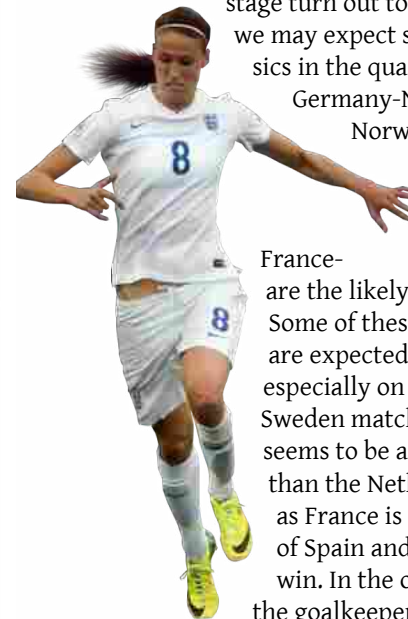 stage turn out to
we may expect s
sics in the qua
Germany-N
Norw
8
8
France-
are the likely
Some of thes
are expected
especially on
Sweden match
seems to be a
than the Neth
as France is
of Spain and
win. In the o
the goalkeeper